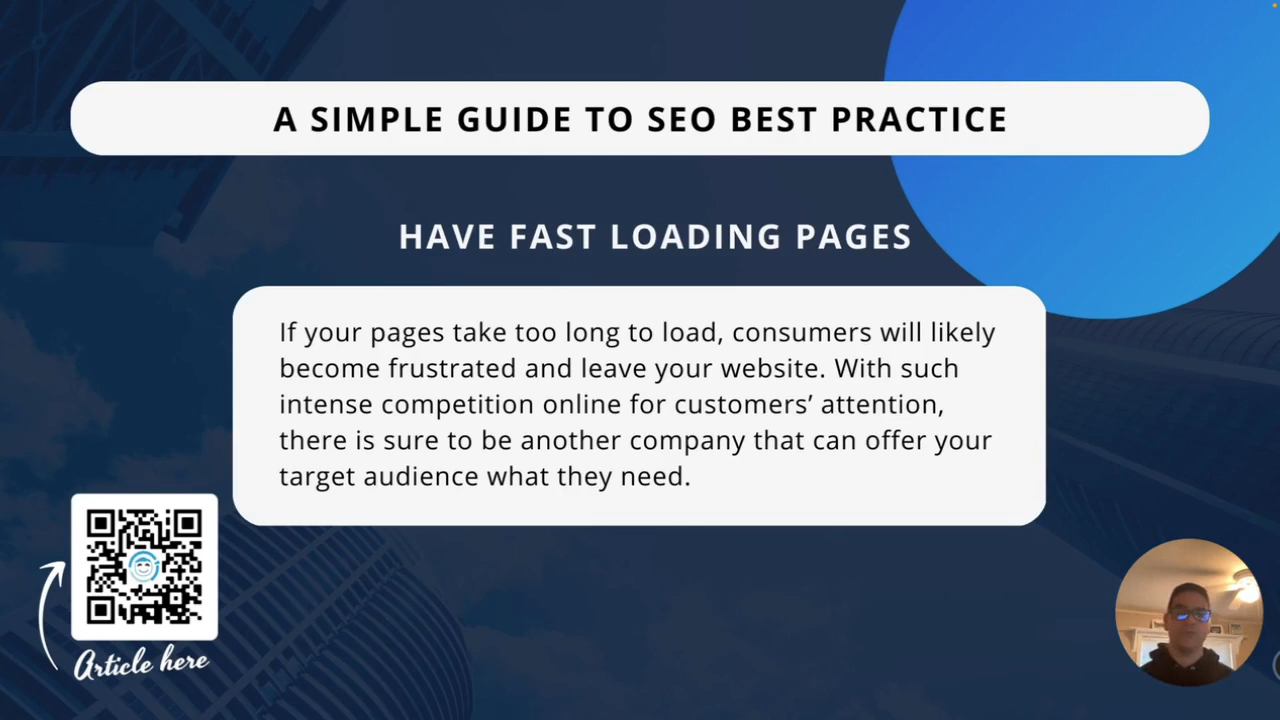 A SIMPLE GUIDE TO SEO BEST PRACTICE
HAVE FAST LOADING PAGES
If your pages take too long to load, consumers will likely
become frustrated and leave your website. With such
intense competition online for customers’ attention,
there is sure to be another company that can offer your
target audience what they need.
Article here